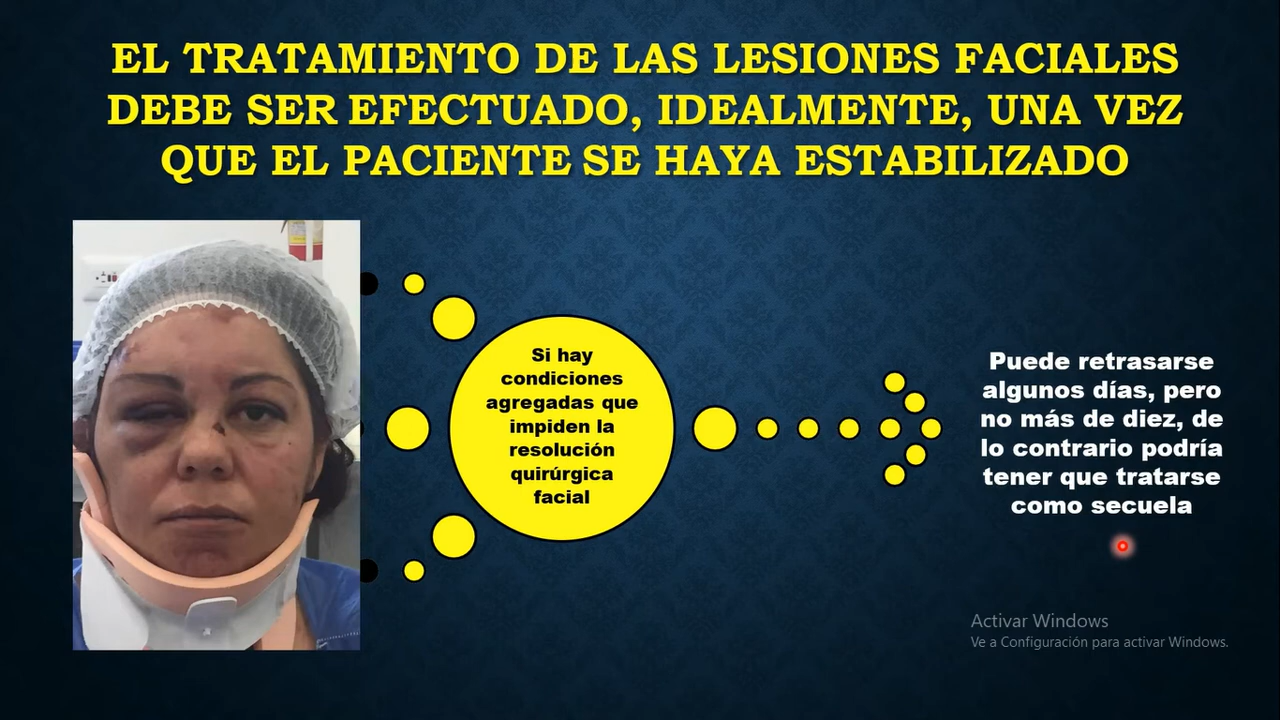 EL TRATAMIENTO DE LAS LESIONES FACIALES
DEBE SER EFECTUADO, IDEALMENTE, UNA VEZ
QUE EL PACIENTE SE HAYA ESTABILIZADO
Si hay
condiciones
agregadas que
impiden la
resolución
quirúrgica
facial
Puede retrasarse
algunos días, pero
no más de diez, de
lo contrario podría
tener que tratarse
como secuela
Activar Windows
Ve a Configuración para activar Windows.